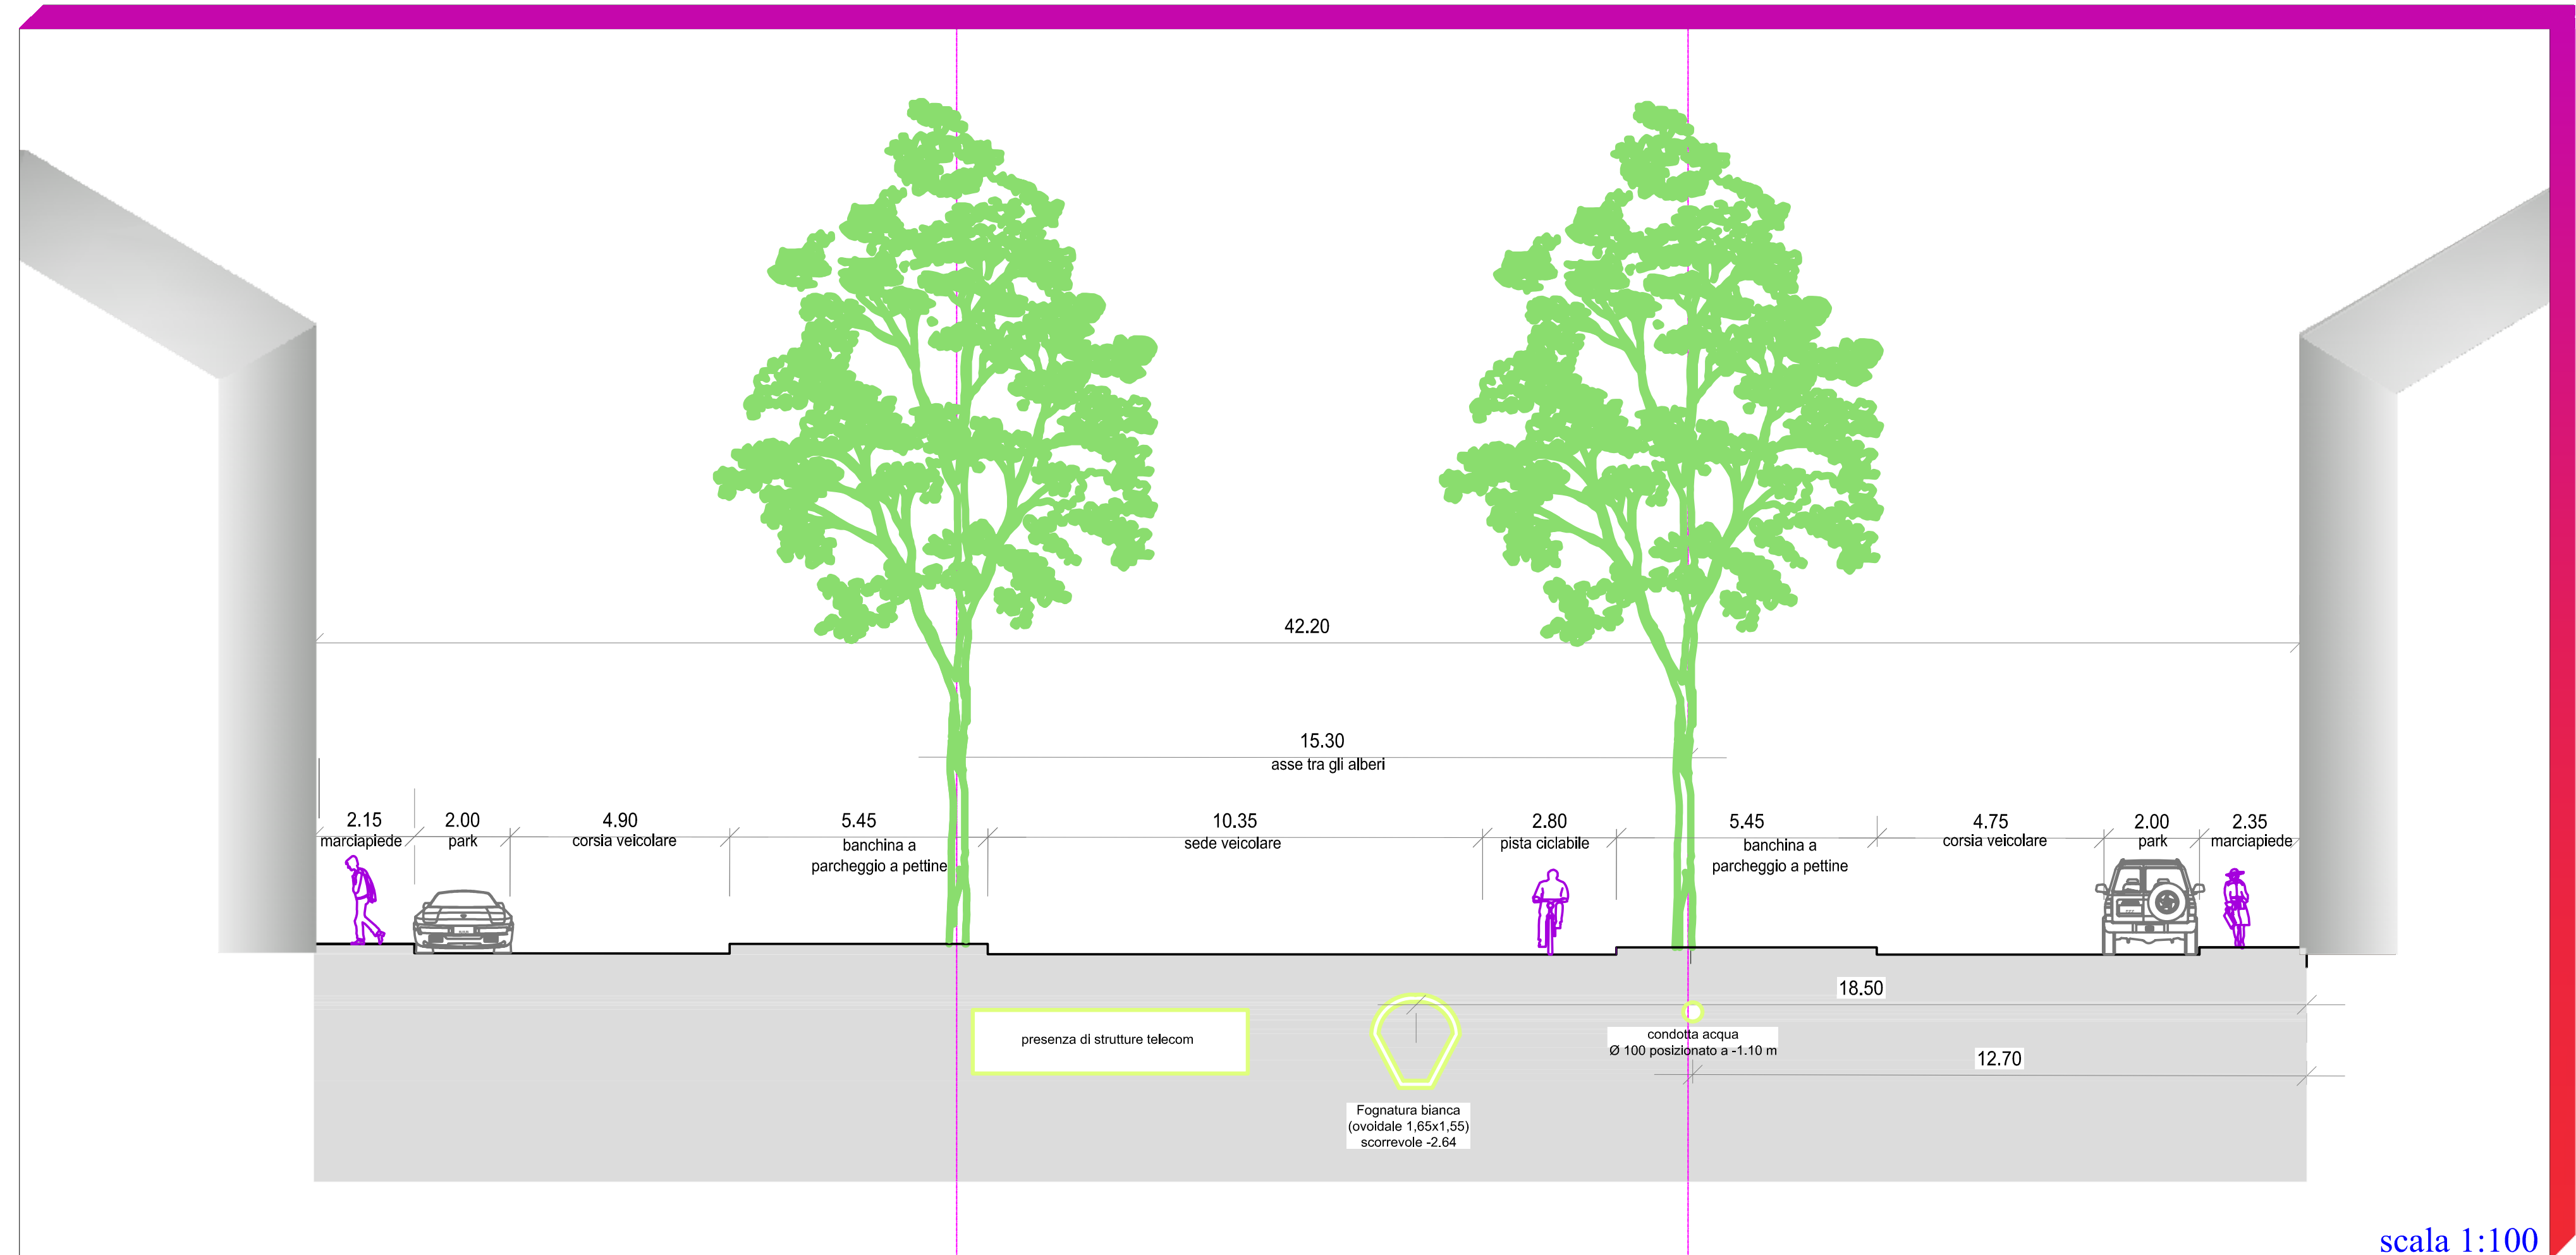 42.20
15.30
asse tra gli alberi
2.15
marciapiede
2.00
park
4.90
corsia veicolare
5.45
banchina a
parcheggio a pettine
10.35
sede veicolare
2.80
pista ciclabile
5.45
banchina a
parcheggio a pettine
4.75
corsia veicolare
2.00
park
2.35
marciapiede
18.50
presenza di strutture telecom
condotta acqua
Ø 100 posizionato a -1.10 m
12.70
Fognatura bianca
(ovoidale 1,65x1,55)
scorrevole -2.64
scala 1:100